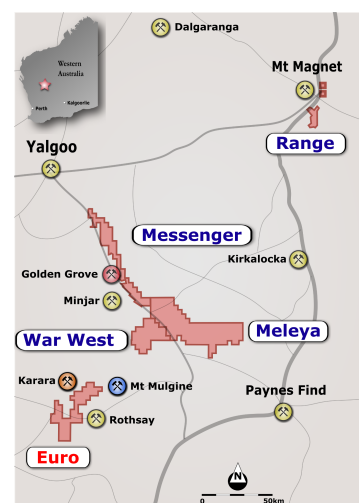 Dalgaranga
Western
Australia
Kalgoorlie
Perth
Mt Magnet
Range
Yalgoo
Messenger
Kirkalocka
Golden Grove
Minjar
War West
Meleya
Karara
Mt Mulgine
Paynes Find
Rothsay
Euro
N
0
50km